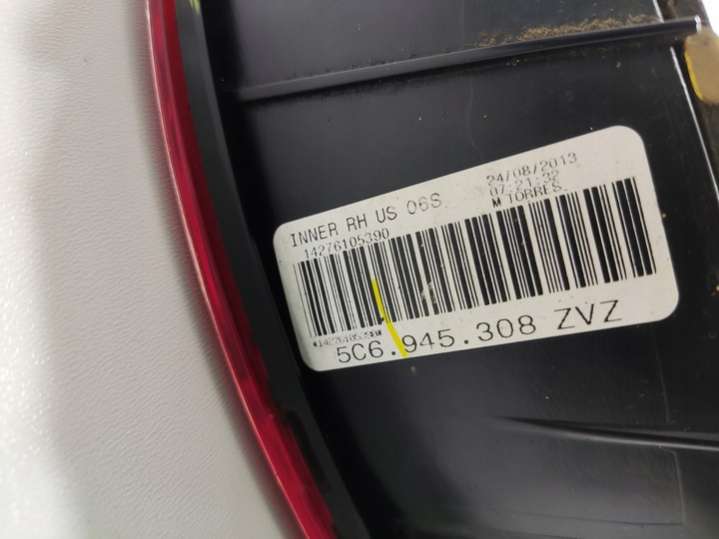 INNER RH US 06S
24/08/2013
14276105390
07:21:32
M TORRES.
5C6.945.308 ZVZ